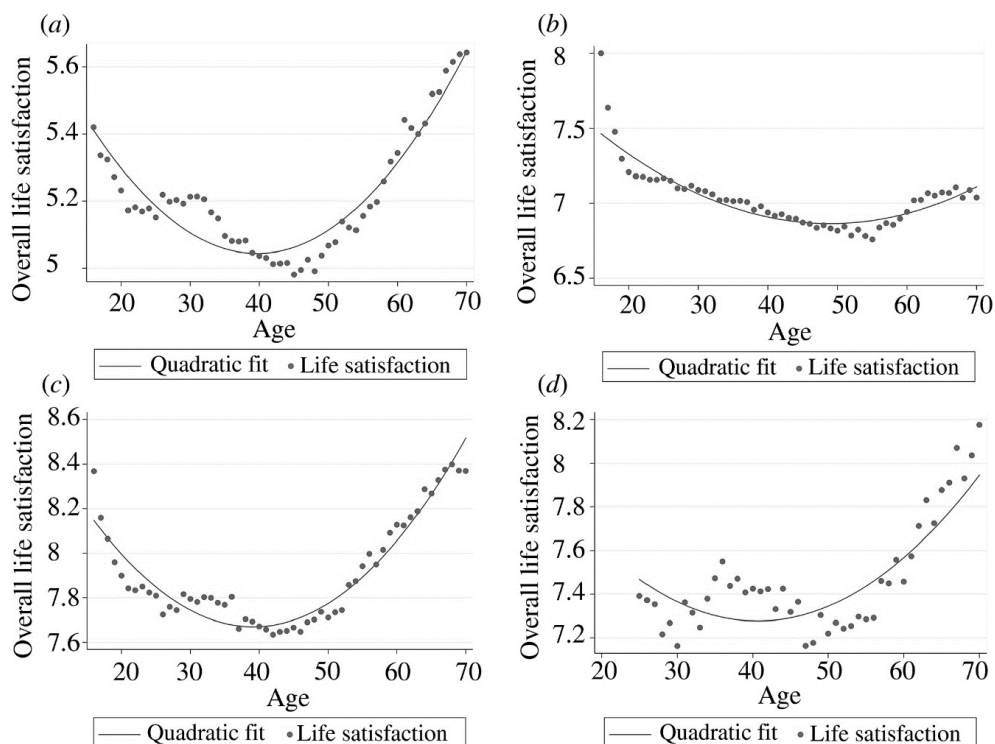 (a)
Overall life satisfaction
5.6
5.4
5.2
5
20 30 40 50 60 70
Age
Quadratic fit Life satisfaction
(b)
Overall life satisfaction
8
7.5
7
6.5
20 30 40 50 60 70
Age
Quadratic fit Life satisfaction
(c)
Overall life satisfaction
8.6
8.4
8.2
8
7.8
7.6
20 30 40 50 60 70
Age
Quadratic fit Life satisfaction
(d)
Overall life satisfaction
8.2
8
7.8
7.6
7.4
7.2
20 30 40 50 60 70
Age
Quadratic fit Life satisfaction